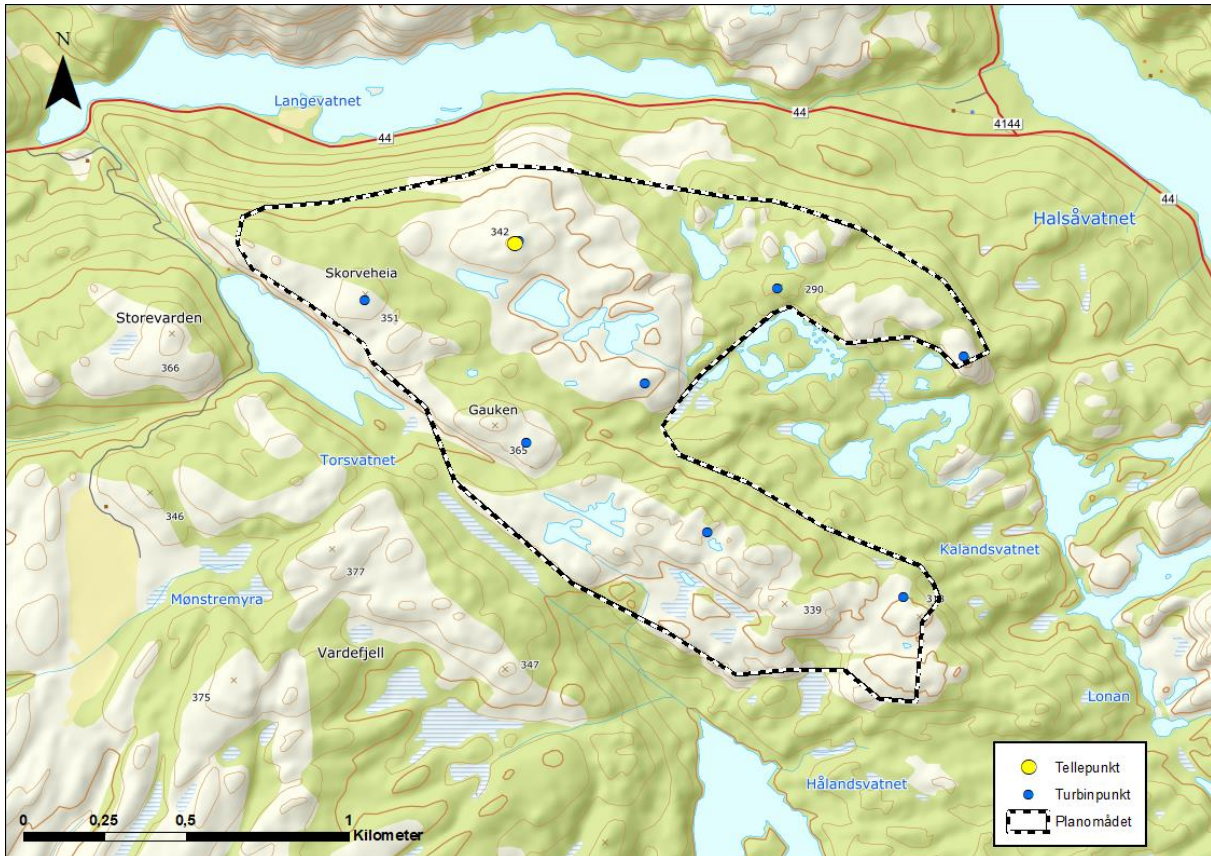 N
Langevatnet
44
44
4144
44
Halsåvatnet
342
Skorveheia
290
351
Storevarden
366
Gauken
365
Torsvatnet
346
Kalandsvatnet
377
Mønstremyra
339
Vardefjell
347
375
Lonan
Hålandsvatnet
Tellepunkt
Turbinpunkt
Planomådet
0 0,25 0,5 1
Kilometer